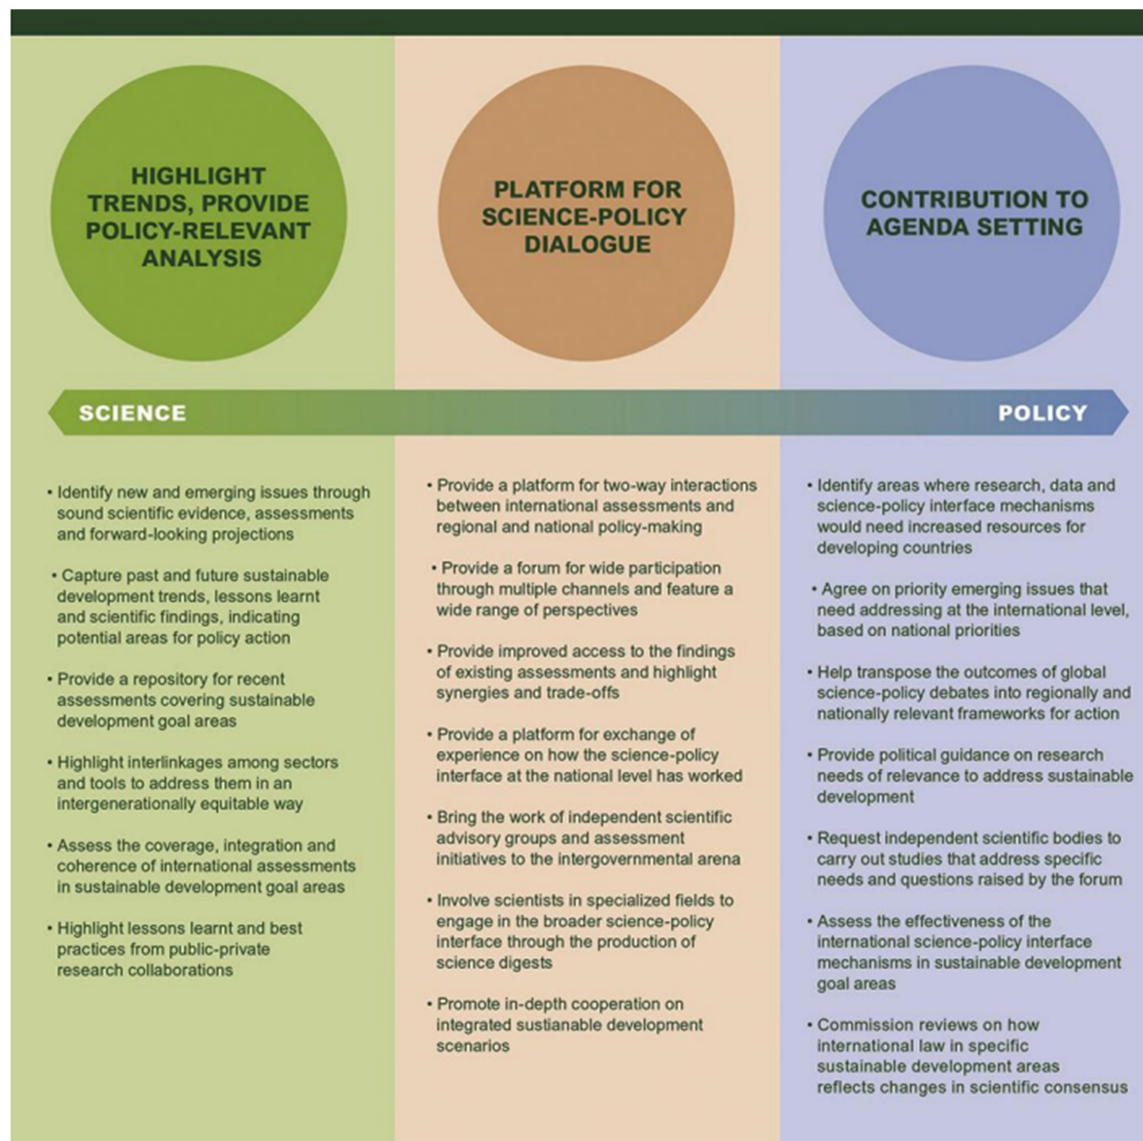 HIGHLIGHT
TRENDS, PROVIDE
POLICY-RELEVANT
ANALYSIS
PLATFORM FOR
SCIENCE-POLICY
DIALOGUE
CONTRIBUTION TO
AGENDA SETTING
SCIENCE
POLICY
• Identify new and emerging issues through
sound scientific evidence, assessments
and forward-looking projections
• Capture past and future sustainable
development trends, lessons learnt
and scientific findings, indicating
potential areas for policy action
• Provide a repository for recent
assessments covering sustainable
development goal areas
• Highlight interlinkages among sectors
and tools to address them in an
intergenerationally equitable way
• Assess the coverage, integration and
coherence of international assessments
in sustainable development goal areas
• Highlight lessons learnt and best
practices from public-private
research collaborations
• Provide a platform for two-way interactions
between international assessments and
regional and national policy-making
• Provide a forum for wide participation
through multiple channels and feature a
wide range of perspectives
• Provide improved access to the findings
of existing assessments and highlight
synergies and trade-offs
• Provide a platform for exchange of
experience on how the science-policy
interface at the national level has worked
• Bring the work of independent scientific
advisory groups and assessment
initiatives to the intergovernmental arena
• Involve scientists in specialized fields to
engage in the broader science-policy
interface through the production of
science digests
• Promote in-depth cooperation on
integrated sustianable development
scenarios
• Identify areas where research, data and
science-policy interface mechanisms
would need increased resources for
developing countries
• Agree on priority emerging issues that
need addressing at the international level,
based on national priorities
• Help transpose the outcomes of global
science-policy debates into regionally and
nationally relevant frameworks for action
• Provide political guidance on research
needs of relevance to address sustainable
development
• Request independent scientific bodies to
carry out studies that address specific
needs and questions raised by the forum
• Assess the effectiveness of the
international science-policy interface
mechanisms in sustainable development
goal areas
• Commission reviews on how
international law in specific
sustainable development areas
reflects changes in scientific consensus